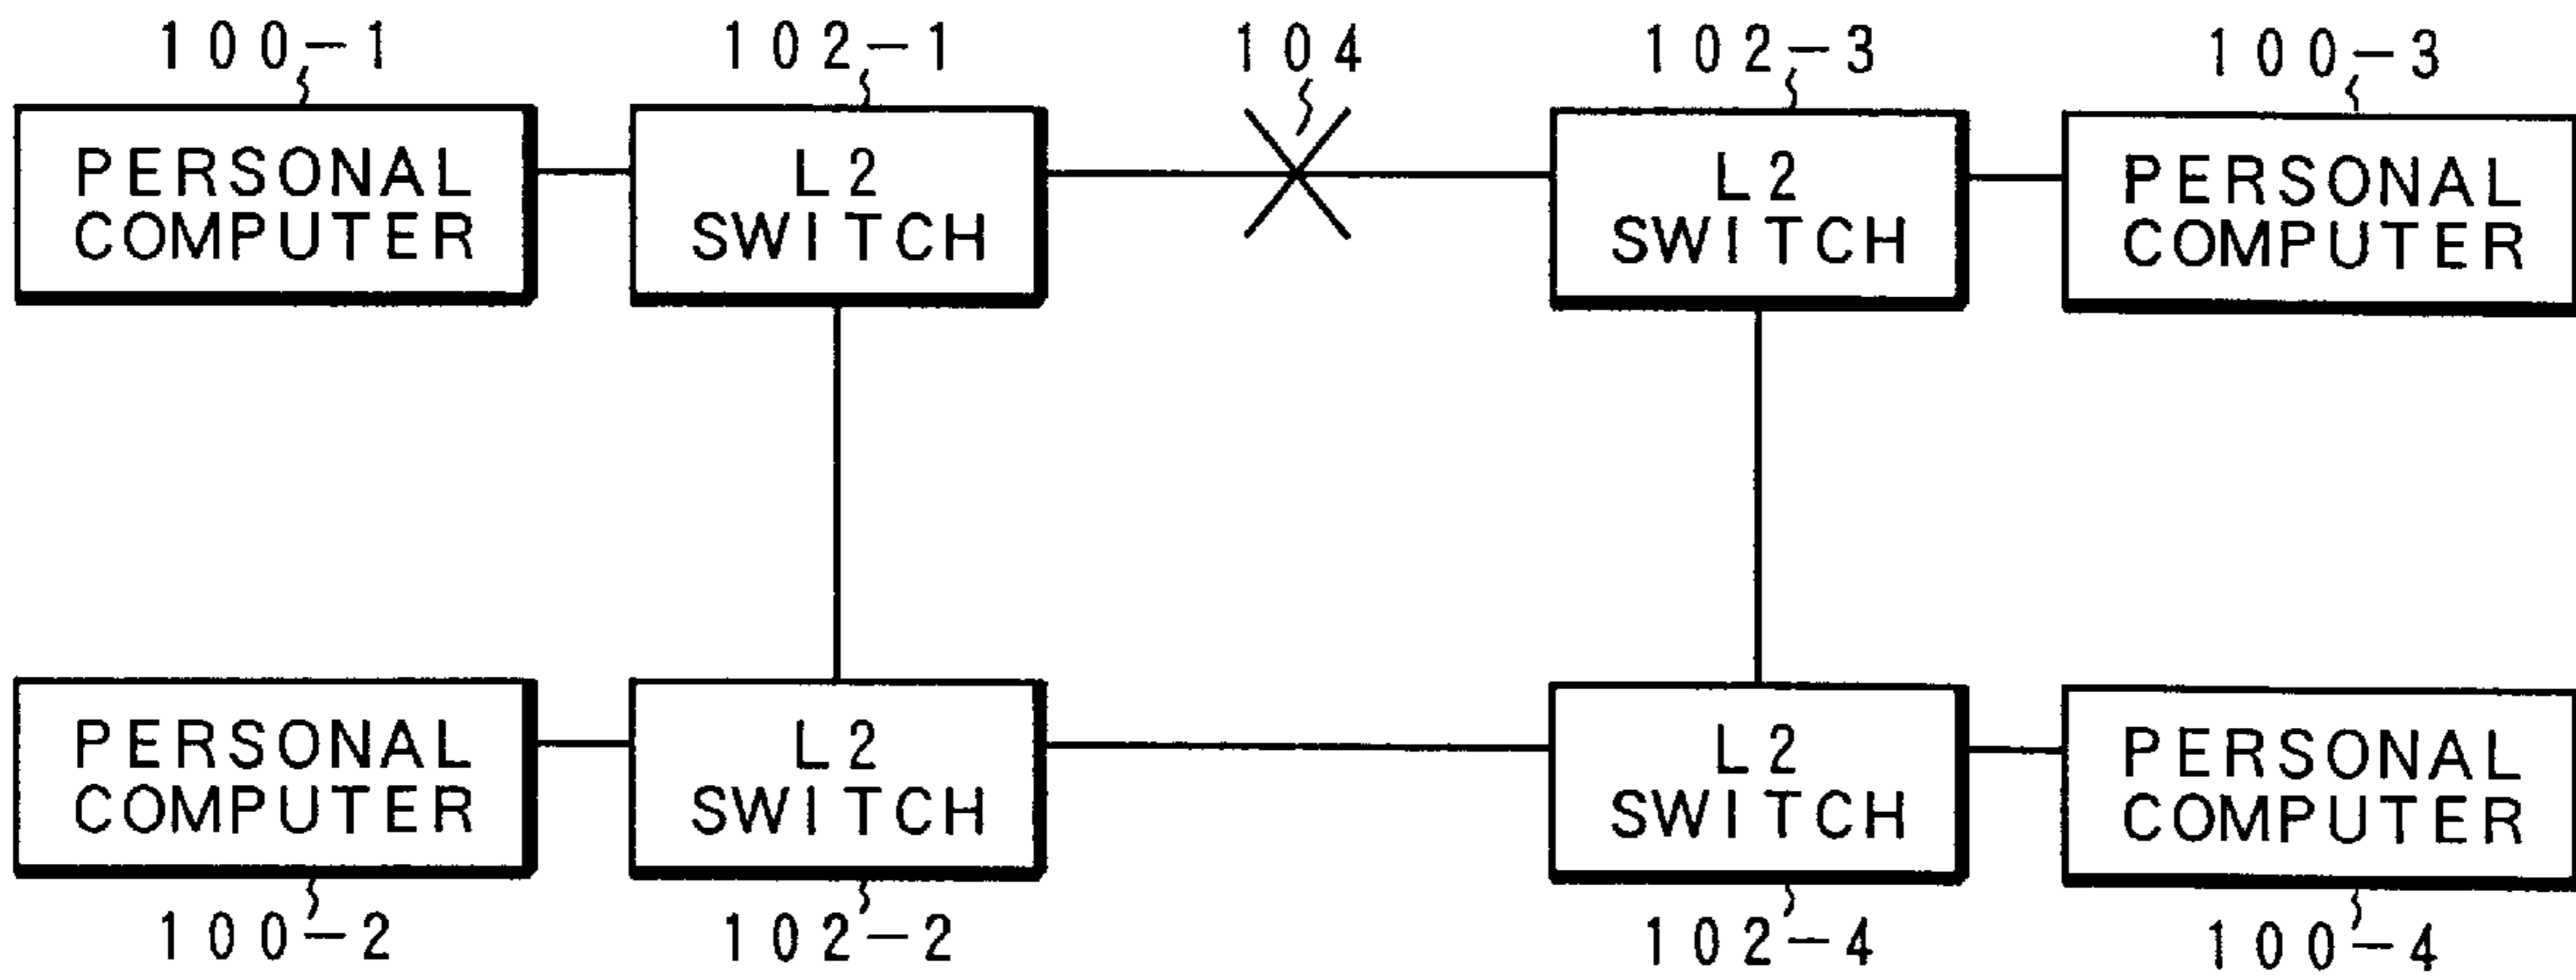 100-1 102-1 104 102-3 100-3
PERSONAL L2 L2 PERSONAL
COMPUTER SWITCH SWITCH COMPUTER
PERSONAL L2 L2 PERSONAL
COMPUTER SWITCH SWITCH COMPUTER
100-2 102-2 102-4 100-4